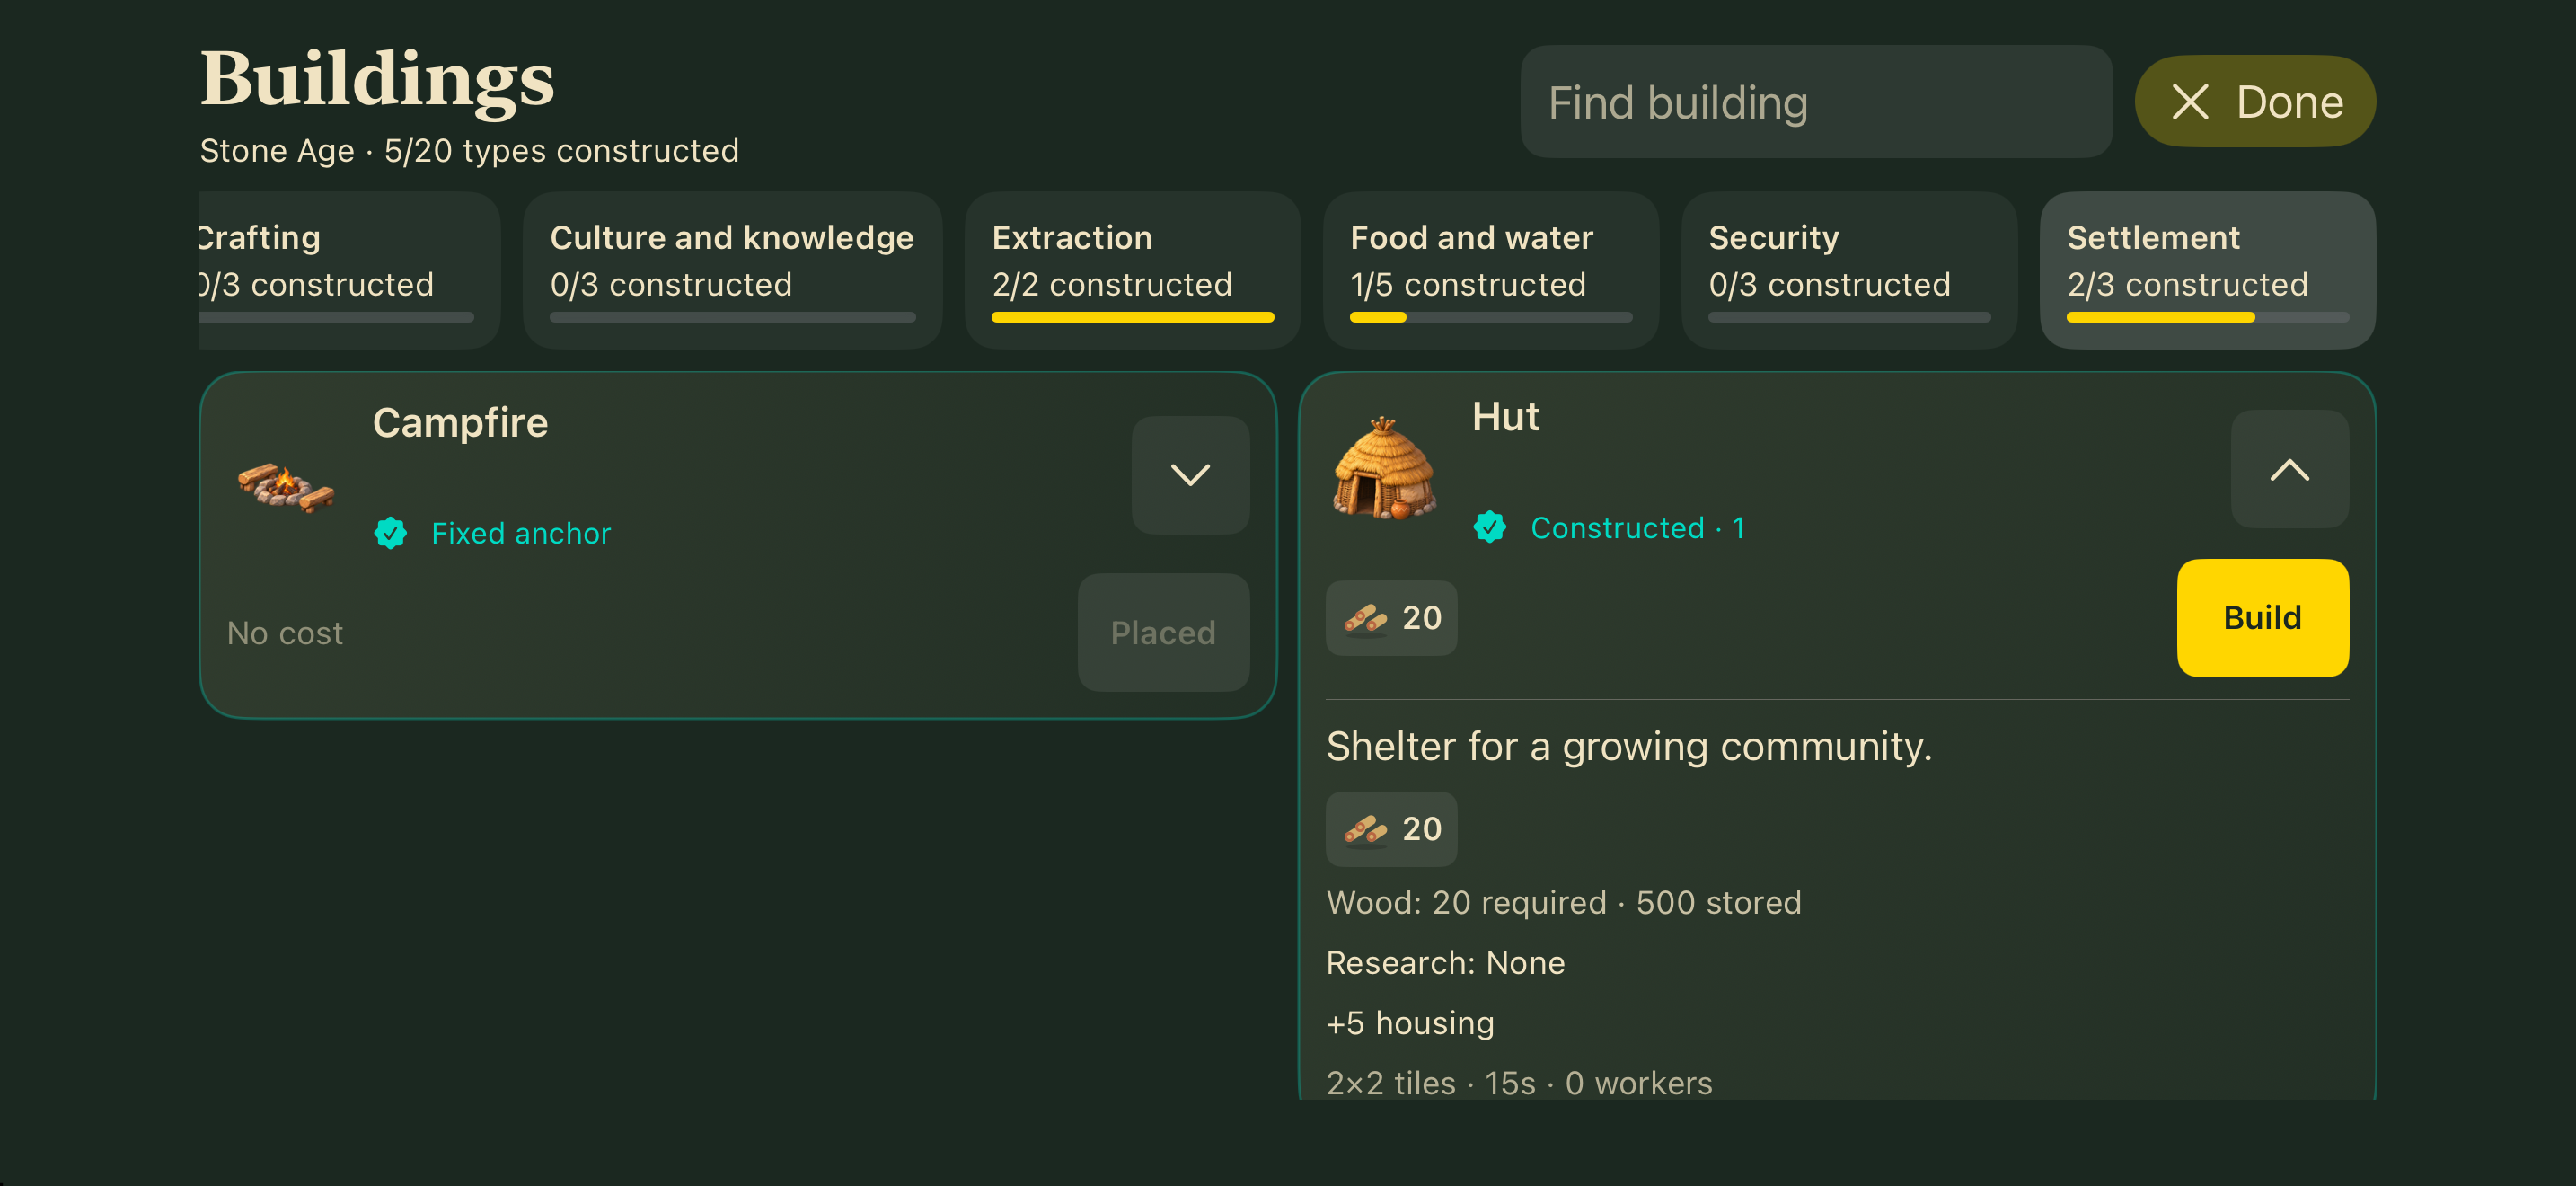 Buildings
Stone Age · 5/20 types constructed
Find building
Done
Crafting
0/3 constructed
Culture and knowledge
0/3 constructed
Extraction
2/2 constructed
Food and water
1/5 constructed
Security
0/3 constructed
Settlement
2/3 constructed
Campfire
Fixed anchor
No cost
Placed
Hut
Constructed · 1
20
Build
Shelter for a growing community.
20
Wood: 20 required · 500 stored
Research: None
+5 housing
2×2 tiles · 15s · 0 workers